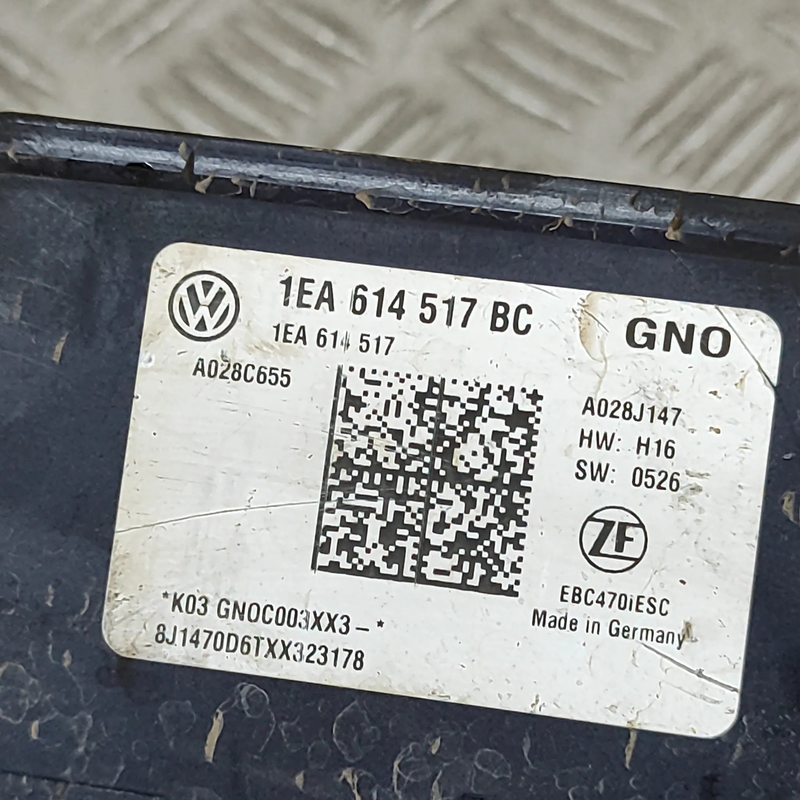 1EA 614 517 BC
GNO
1EA 614 517
A028C655
A028J147
HW: H16
SW: 0526
ZF
EBC470iESC
Made in Germany
*K03 GNOC003XX3-*
8J1470D6TXX323178